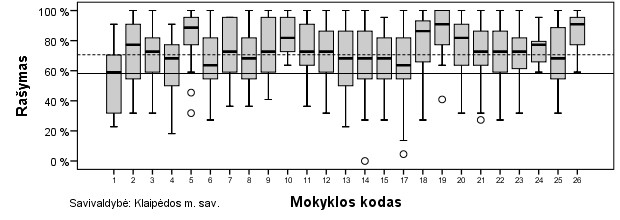 100 %
80 %
60 %
40 %
20 %
0 %
Rašymas
1 2 3 4 5 6 7 8 9 10 11 12 13 14 15 16 17 18 19 20 21 22 23 24 25 26
Savivaldybė: Klaipėdos m. sav.
Mokyklos kodas